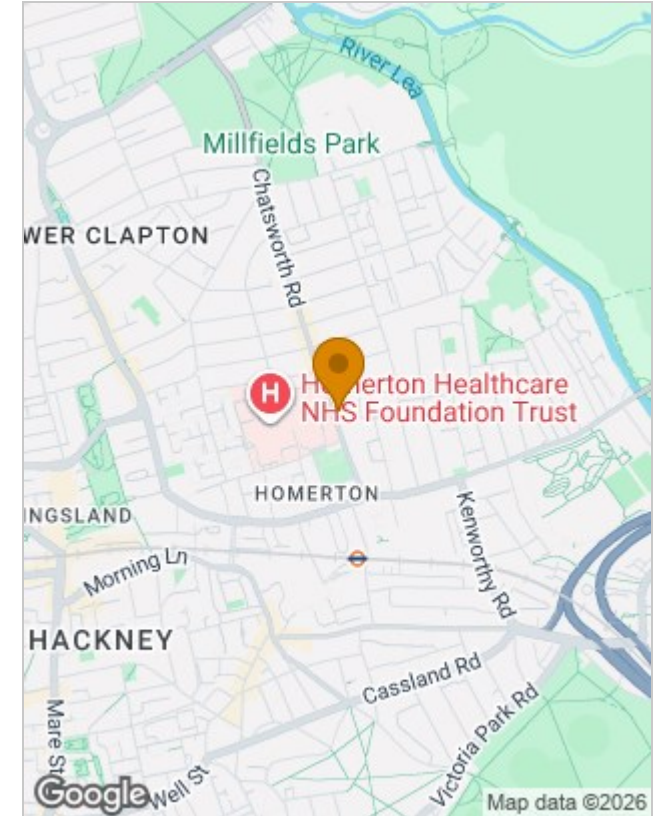 River Lea
Millfields Park
Chatsworth Rd
WER CLAPTON
H
Homerton Healthcare
NHS Foundation Trust
HOMERTON
INGSLAND
Kenworthy Rd
Morning Ln
HACKNEY
Cassland Rd
Mare St
Victoria Park Rd
Well St
Google
Map data ©2026